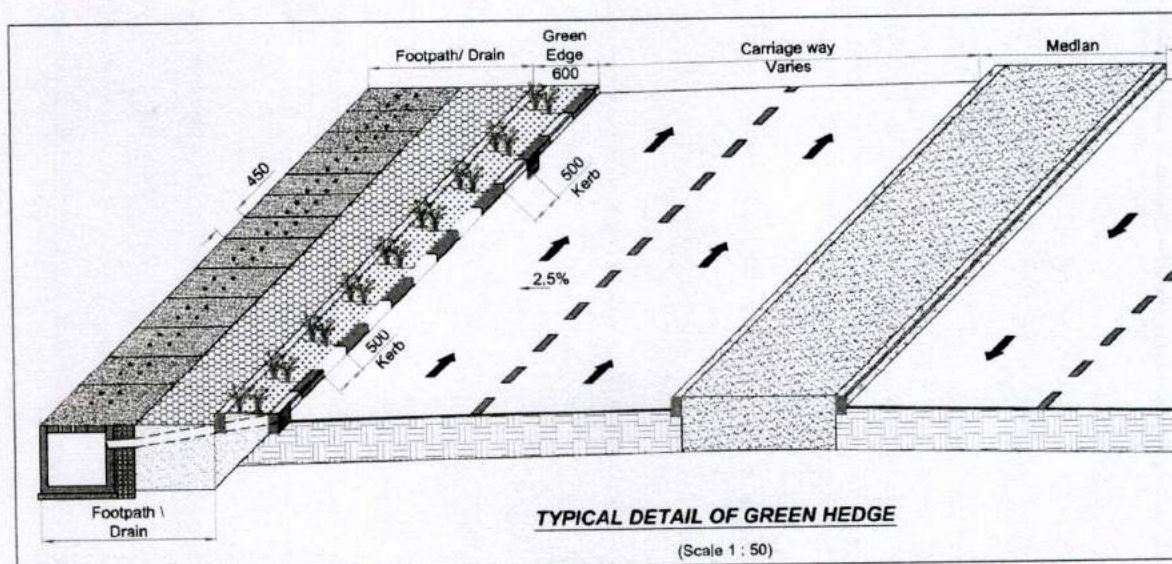 Footpath/ Drain
Green
Edge
600
Carriage way
Varies
Median
450
500
Kerb
2.5%
500
Kerb
Footpath \
Drain
TYPICAL DETAIL OF GREEN HEDGE
(Scale 1 : 50)